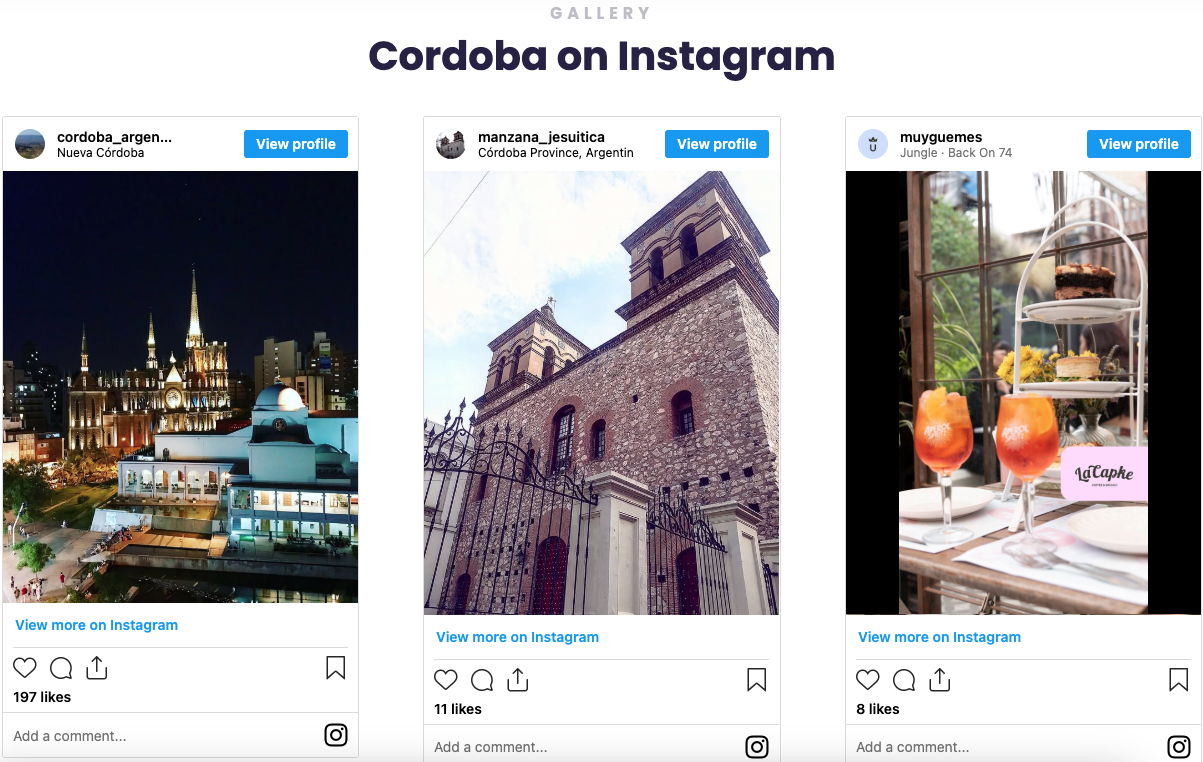 GALLERY
Cordoba on Instagram
cordoba_argen...
Nueva Córdoba
View profile
View more on Instagram
197 likes
Add a comment...
manzana_jesuitica
Córdoba Province, Argentin
View profile
View more on Instagram
11 likes
Add a comment...
muyguemes
Jungle · Back On 74
View profile
LaCapke
View more on Instagram
8 likes
Add a comment...